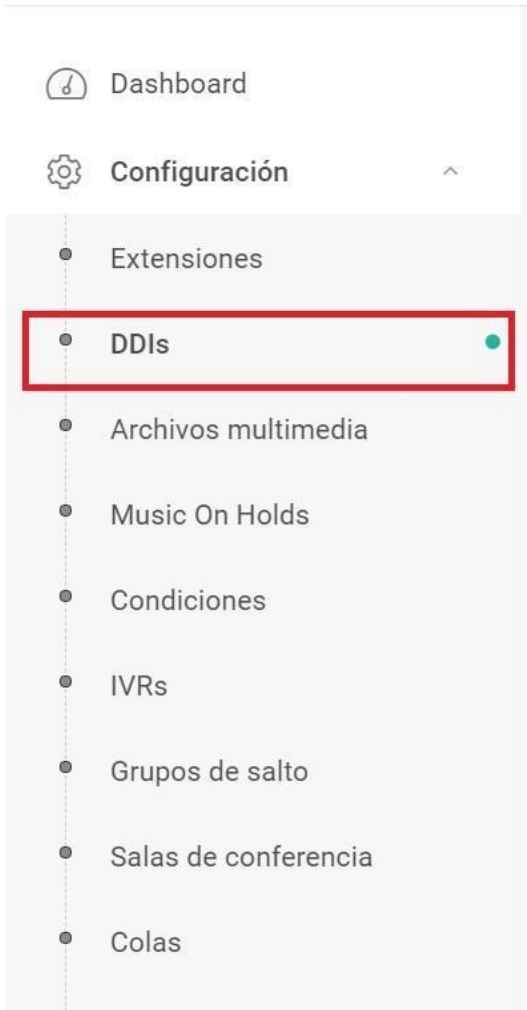 Dashboard
Configuración
Extensiones
DDIs
Archivos multimedia
Music On Holds
Condiciones
IVRs
Grupos de salto
Salas de conferencia
Colas